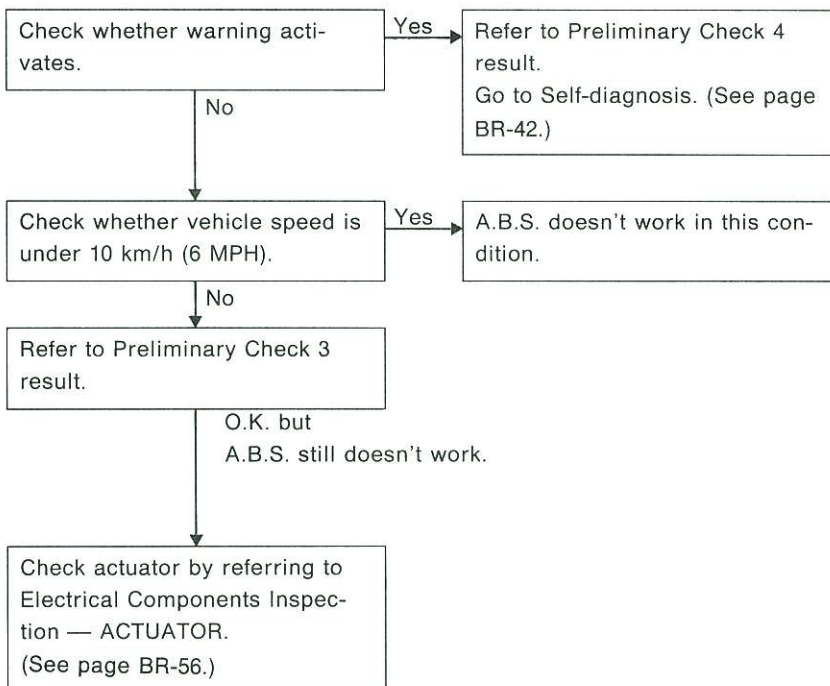 Check whether warning acti-
vates.
Yes
Refer to Preliminary Check 4
result.
Go to Self-diagnosis. (See page
BR-42.)
No
Check whether vehicle speed is
under 10 km/h (6 MPH).
Yes
A.B.S. doesn't work in this con-
dition.
No
Refer to Preliminary Check 3
result.
O.K. but
A.B.S. still doesn't work.
Check actuator by referring to
Electrical Components Inspec-
tion — ACTUATOR.
(See page BR-56.)